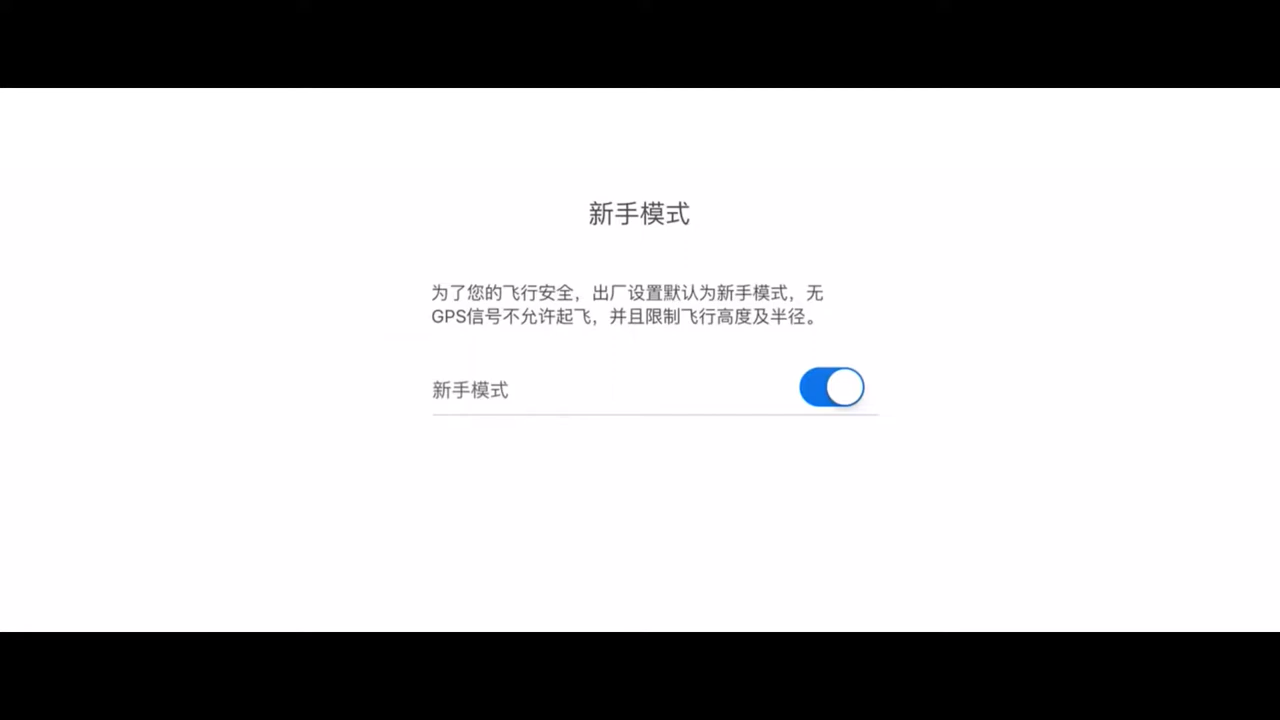 新手模式
为了您的飞行安全，出厂设置默认为新手模式，无
GPS信号不允许起飞，并且限制飞行高度及半径。
新手模式